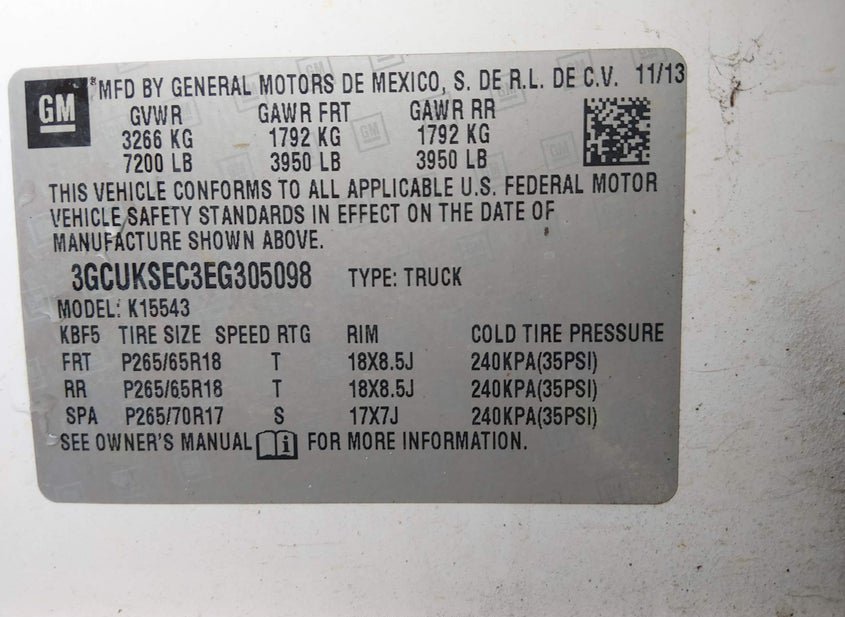 GM MFD BY GENERAL MOTORS DE MEXICO, S. DE R.L. DE C.V. 11/13
GVWR GAWR FRT GAWR RR
3266 KG 1792 KG 1792 KG
7200 LB 3950 LB 3950 LB
THIS VEHICLE CONFORMS TO ALL APPLICABLE U.S. FEDERAL MOTOR
VEHICLE SAFETY STANDARDS IN EFFECT ON THE DATE OF
MANUFACTURE SHOWN ABOVE.
3GCUKSEC3EG305098 TYPE: TRUCK
MODEL: K15543
KBF5 TIRE SIZE SPEED RTG RIM COLD TIRE PRESSURE
FRT P265/65R18 T 18X8.5J 240KPA(35PSI)
RR P265/65R18 T 18X8.5J 240KPA(35PSI)
SPA P265/70R17 S 17X7J 240KPA(35PSI)
SEE OWNER'S MANUAL i FOR MORE INFORMATION.